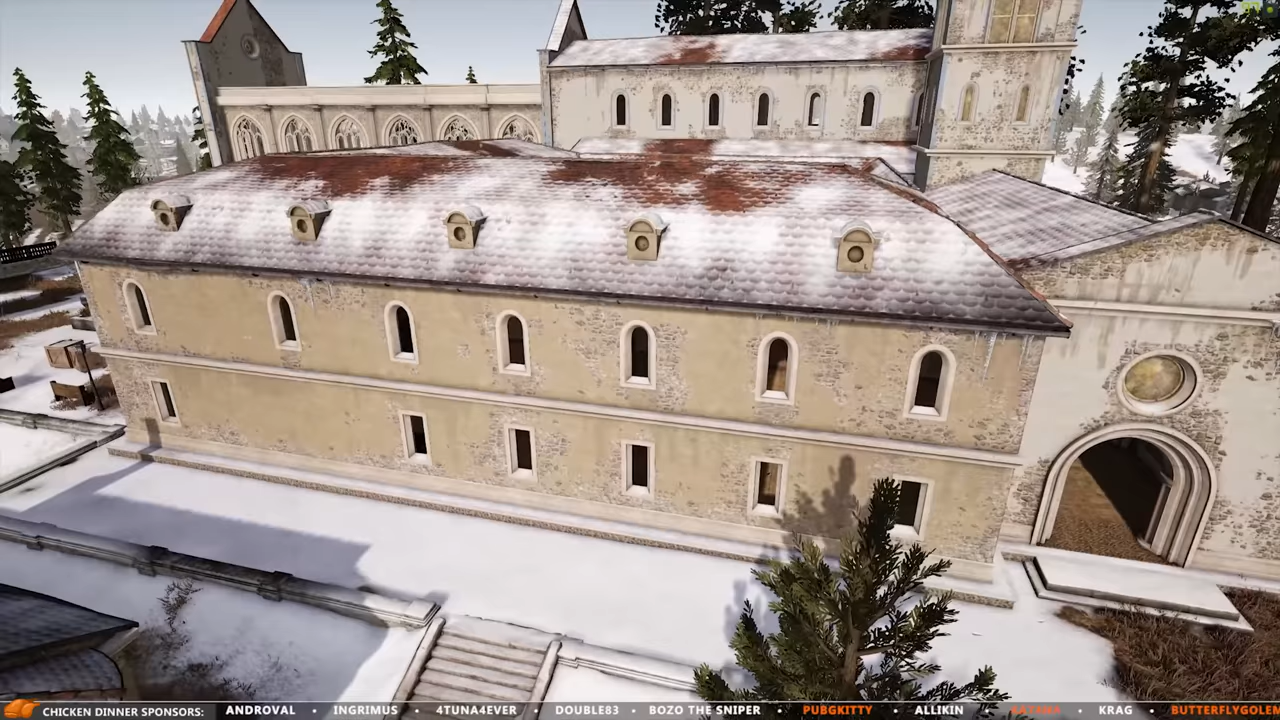 CHICKEN DINNER SPONSORS: ANDROVAL • INGRIMUS • 4TUNA4EVER • DOUBLE83 • BOZO THE SNIPER • PUBGKITTY • ALLIKIN • • KRAG • BUTTERFLYGOLEM